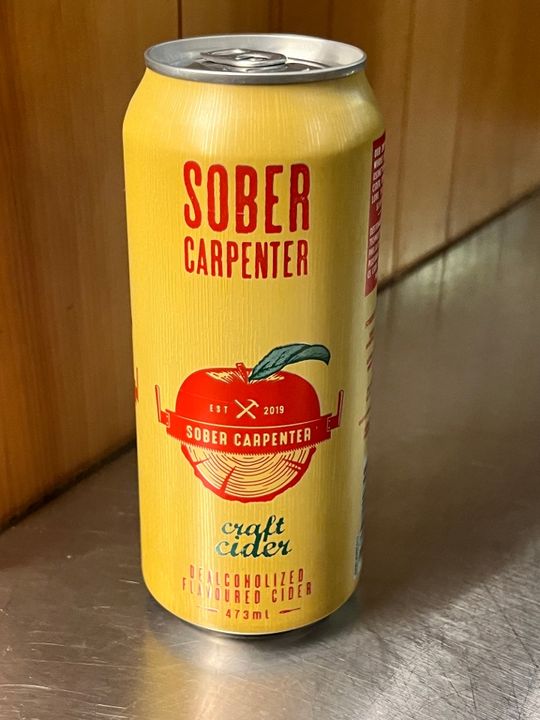 SOBER
CARPENTER
EST 2019
SOBER CARPENTER
craft
cider
DEALCOHOLIZED
FLAVOURED CIDER
473ml